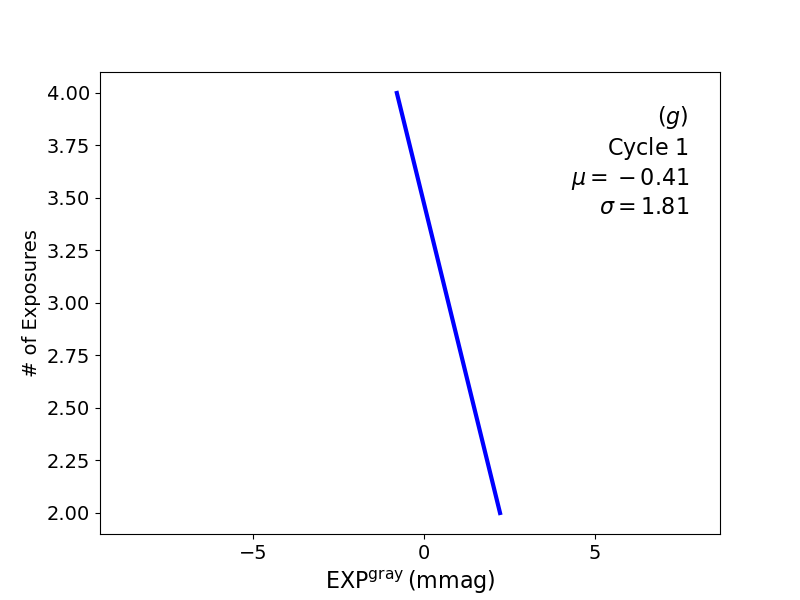 4.00
3.75
3.50
3.25
3.00
2.75
2.50
2.25
2.00
# of Exposures
(g)
Cycle 1
μ = −0.41
σ = 1.81
−5 0 5
EXP^gray (mmag)